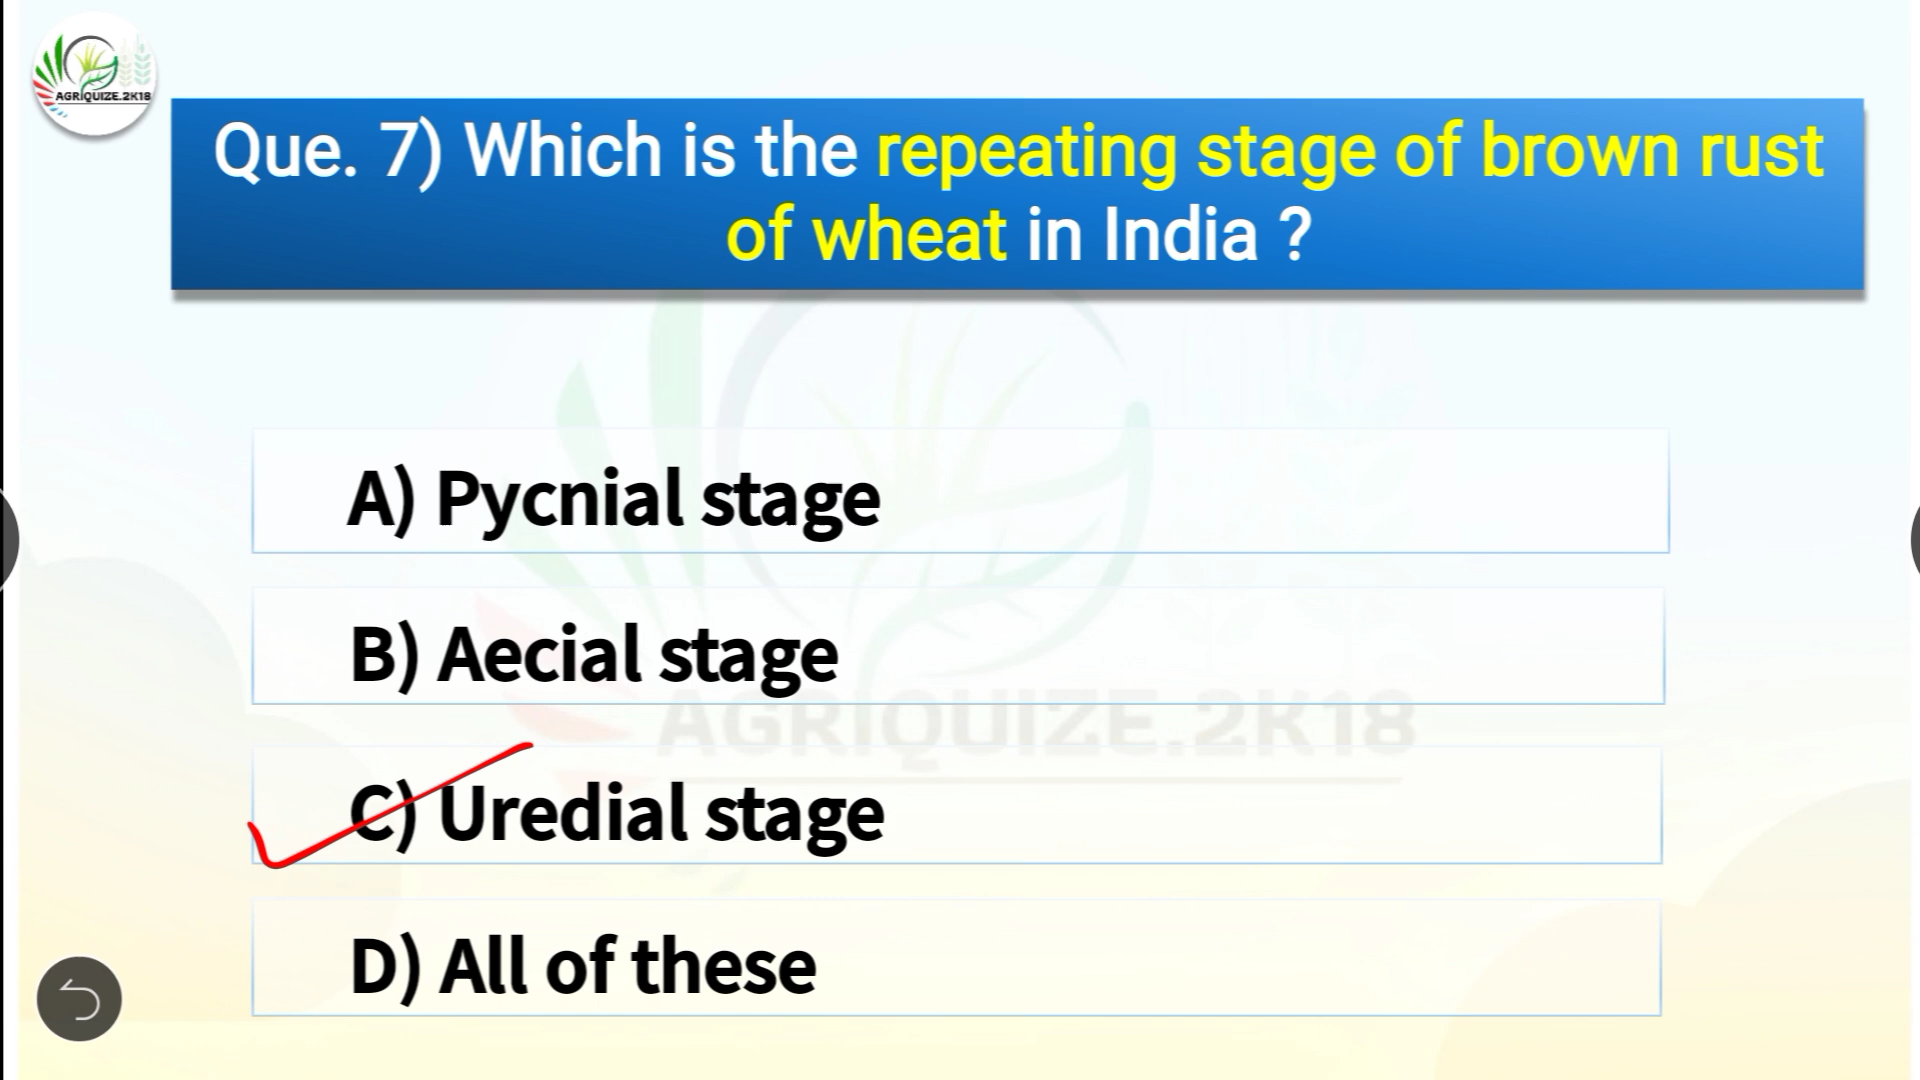 AGRIQUIZE.2K18
Que. 7) Which is the repeating stage of brown rust
of wheat in India ?
A) Pycnial stage
B) Aecial stage
AGRIQUIZE.2K18
C) Uredial stage
D) All of these